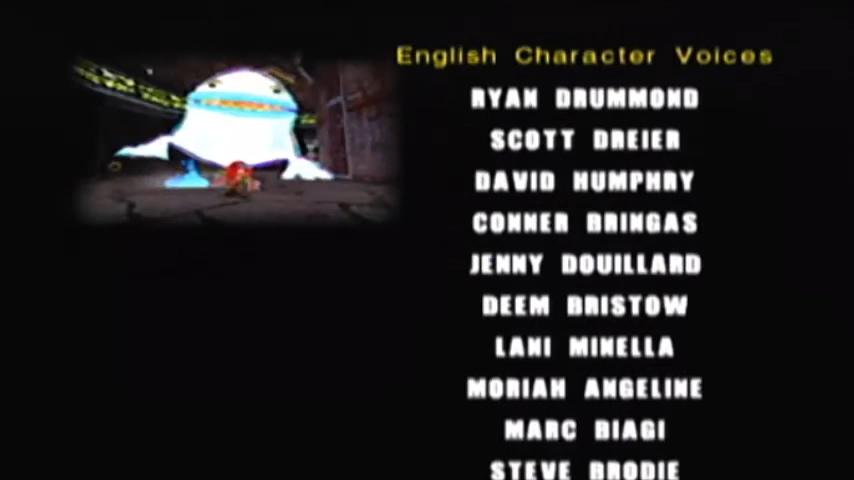 English Character Voices
RYAN DRUMMOND
SCOTT DREIER
DAVID HUMPHRY
CONNER BRINGAS
JENNY DOUILLARD
DEEM BRISTOW
LANI MINELLA
MORIAH ANGELINE
MARC BIAGI
STEVE BRODIE